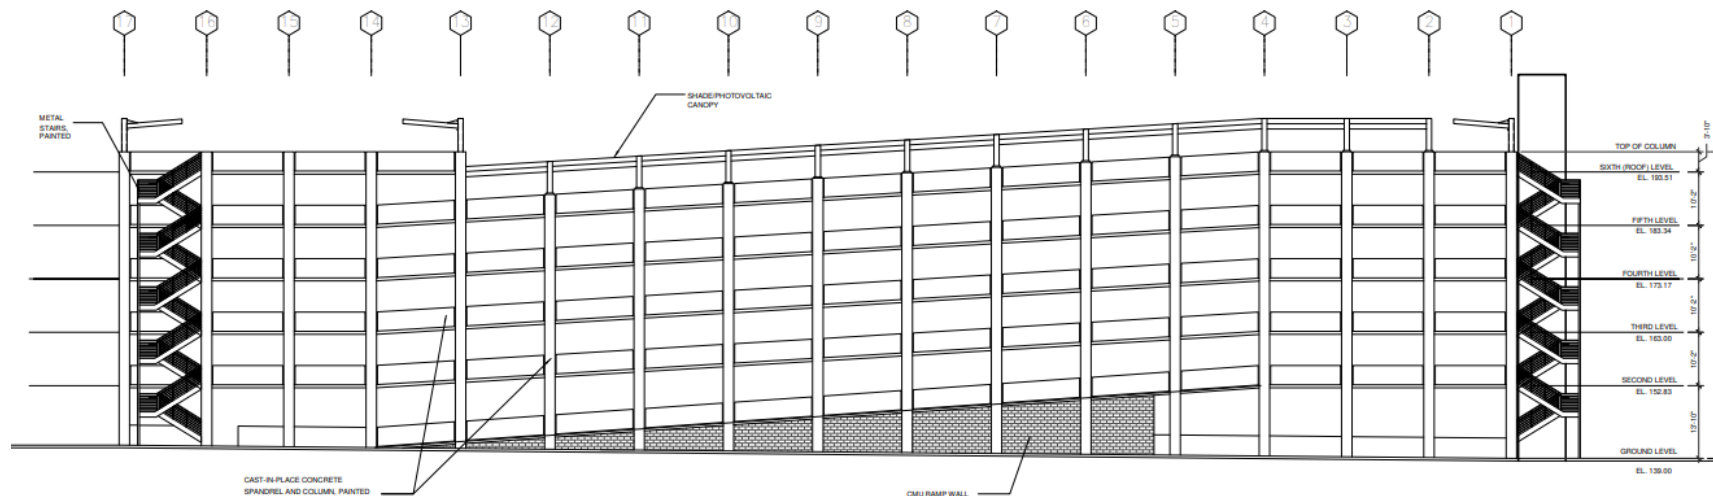 17 16 15 14 13 12 11 10 9 8 7 6 5 4 3 2 1
SHADE/PHOTOVOLTAIC
CANOPY
METAL
STAIRS,
PAINTED
3'-10"
TOP OF COLUMN
SIXTH (ROOF) LEVEL
EL. 193.51
10'-2"
FIFTH LEVEL
EL. 183.34
10'-2"
FOURTH LEVEL
EL. 173.17
10'-2"
THIRD LEVEL
EL. 163.00
10'-2"
SECOND LEVEL
EL. 152.83
13'-10"
GROUND LEVEL
EL. 139.00
CAST-IN-PLACE CONCRETE
SPANDREL AND COLUMN, PAINTED
CMU RAMP WALL